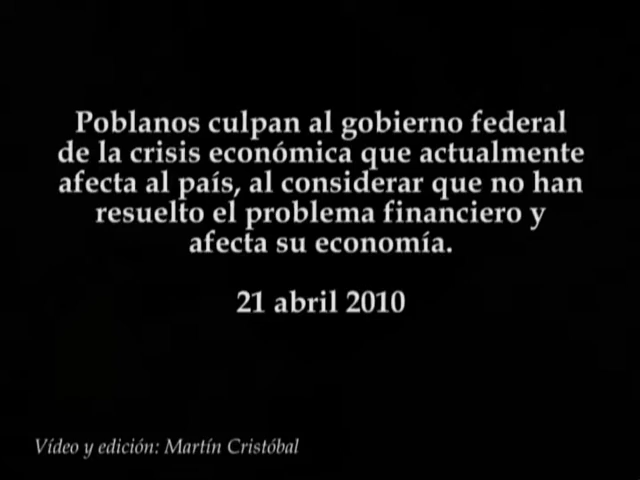 Poblanos culpan al gobierno federal
de la crisis económica que actualmente
afecta al país, al considerar que no han
resuelto el problema financiero y
afecta su economía.
21 abril 2010
Vídeo y edición: Martín Cristóbal